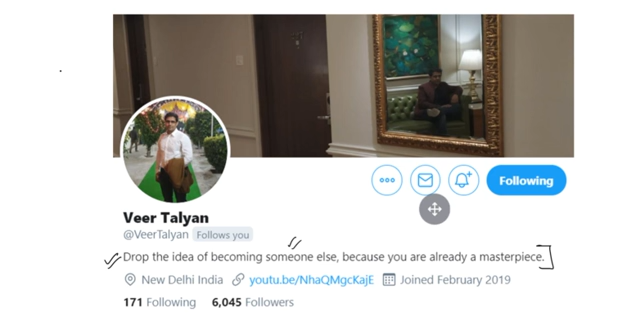 Following
Veer Talyan
@VeerTalyan Follows you
Drop the idea of becoming someone else, because you are already a masterpiece.
New Delhi India youtu.be/NhaQMgcKajE Joined February 2019
171 Following 6,045 Followers